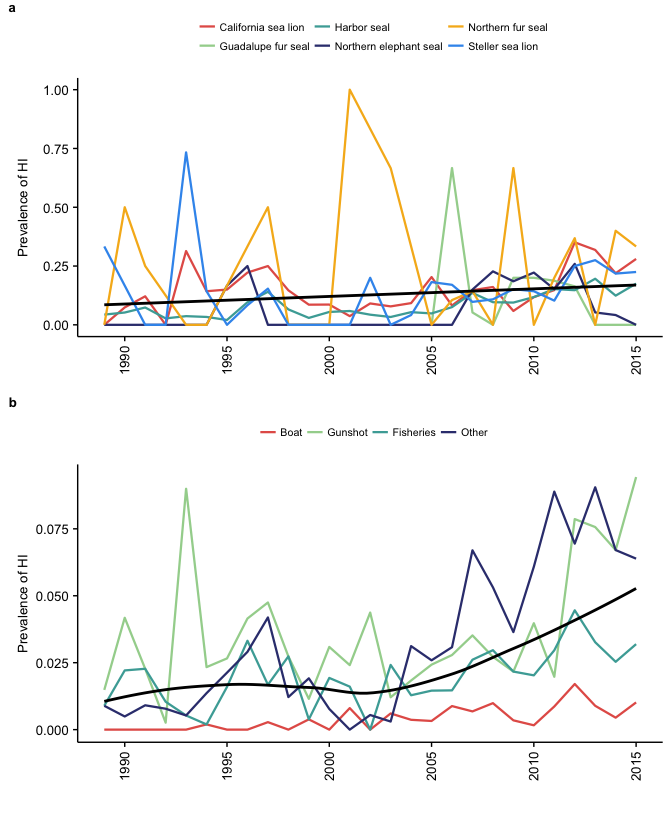 a
California sea lion Harbor seal Northern fur seal
Guadalupe fur seal Northern elephant seal Steller sea lion
1.00
0.75
0.50
0.25
0.00
Prevalence of HI
1990 1995 2000 2005 2010 2015
b
Boat Gunshot Fisheries Other
0.075
0.050
0.025
0.000
Prevalence of HI
1990 1995 2000 2005 2010 2015